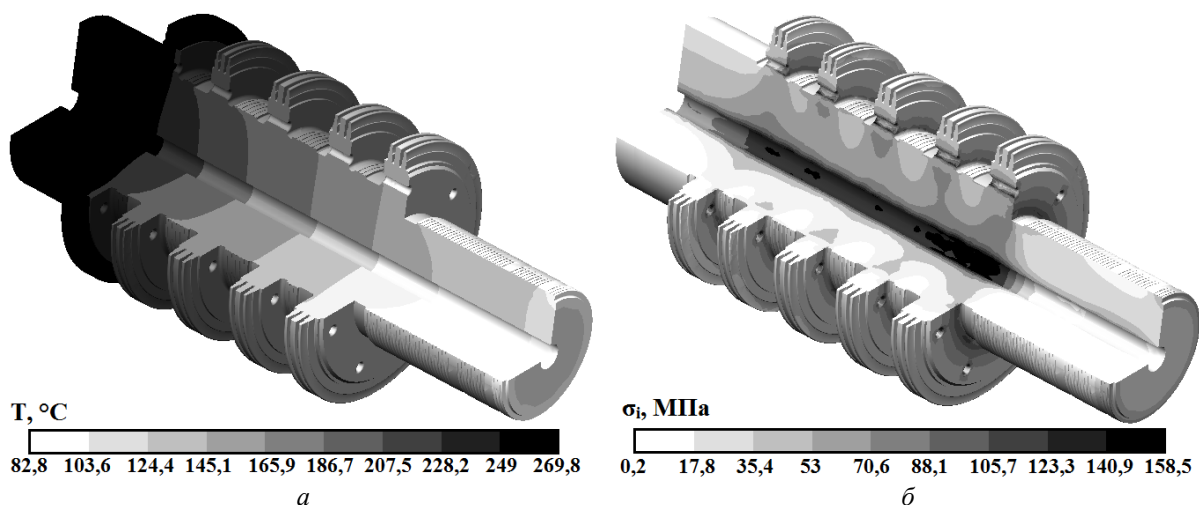 T, °C
82,8 103,6 124,4 145,1 165,9 186,7 207,5 228,2 249 269,8
а
σi, МПа
0,2 17,8 35,4 53 70,6 88,1 105,7 123,3 140,9 158,5
б